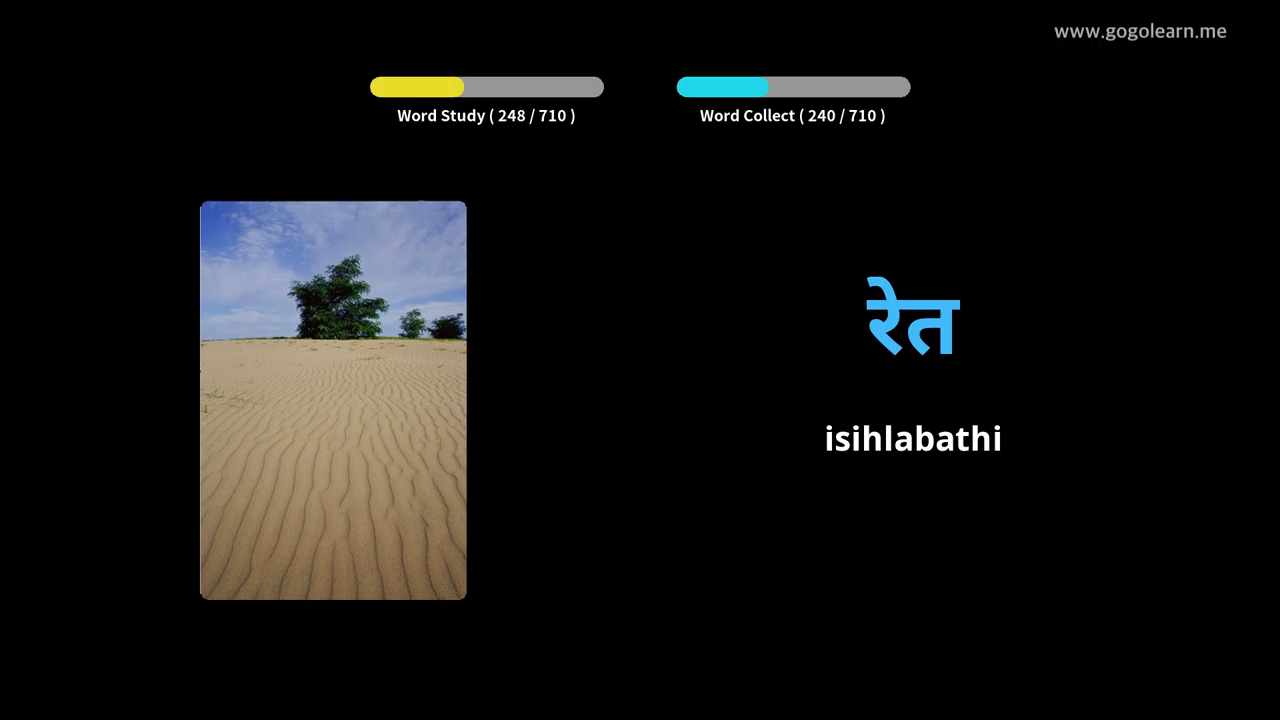 www.gogolearn.me
Word Study ( 248 / 710 )
Word Collect ( 240 / 710 )
रेत
isihlabathi